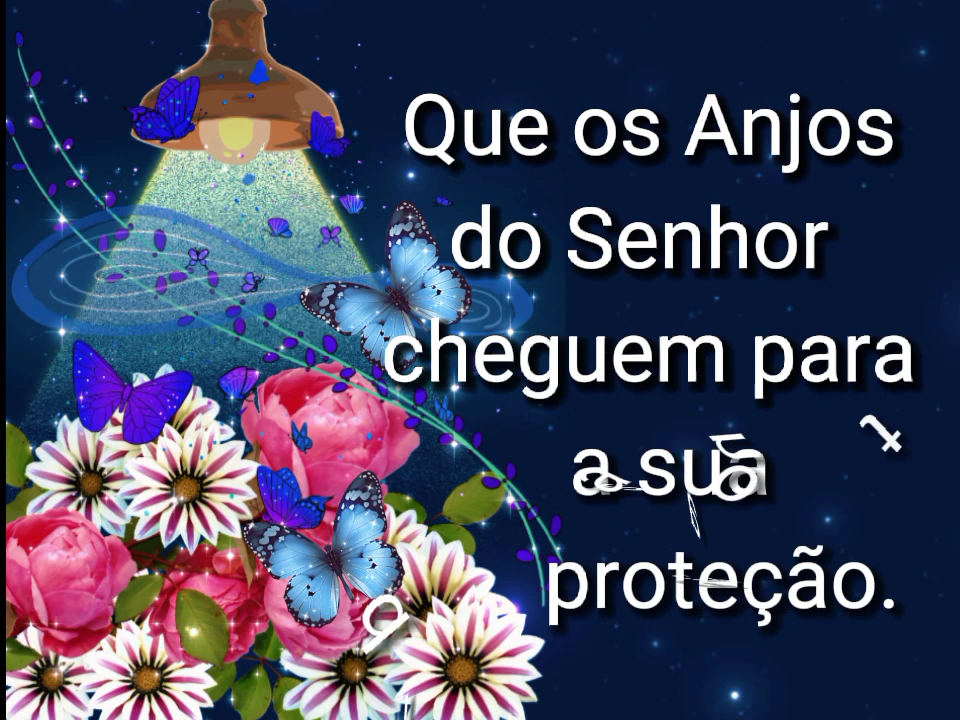 Que os Anjos
do Senhor
cheguem para
a sua
proteção.